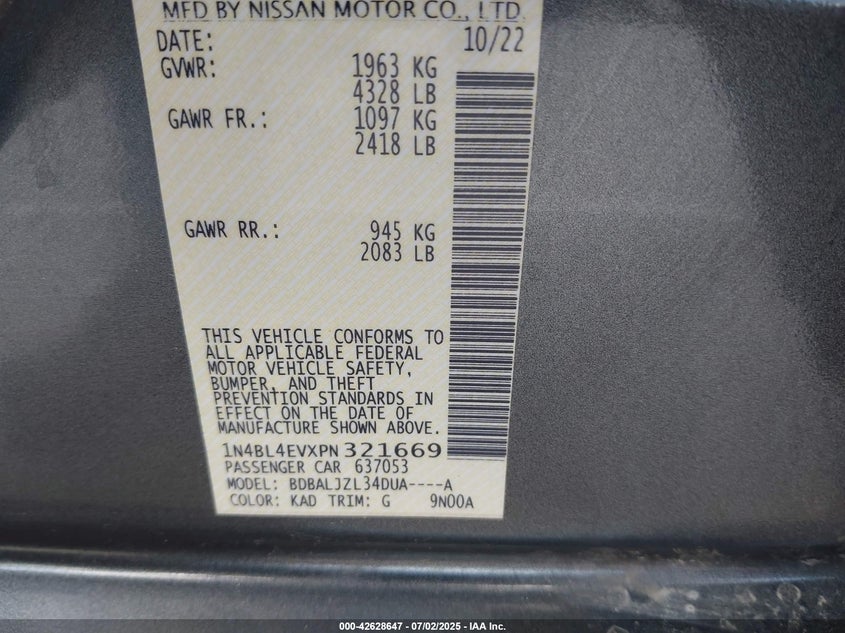 MFD BY NISSAN MOTOR CO., LTD.
DATE: 10/22
GVWR: 1963 KG
4328 LB
GAWR FR.: 1097 KG
2418 LB
GAWR RR.: 945 KG
2083 LB
THIS VEHICLE CONFORMS TO
ALL APPLICABLE FEDERAL
MOTOR VEHICLE SAFETY,
BUMPER, AND THEFT
PREVENTION STANDARDS IN
EFFECT ON THE DATE OF
MANUFACTURE SHOWN ABOVE.
1N4BL4EVXPN321669
PASSENGER CAR 637053
MODEL: BDBALJZL34DUA----A
COLOR: KAD TRIM: G 9N00A
000-42628647 - 07/02/2025 - IAA Inc.